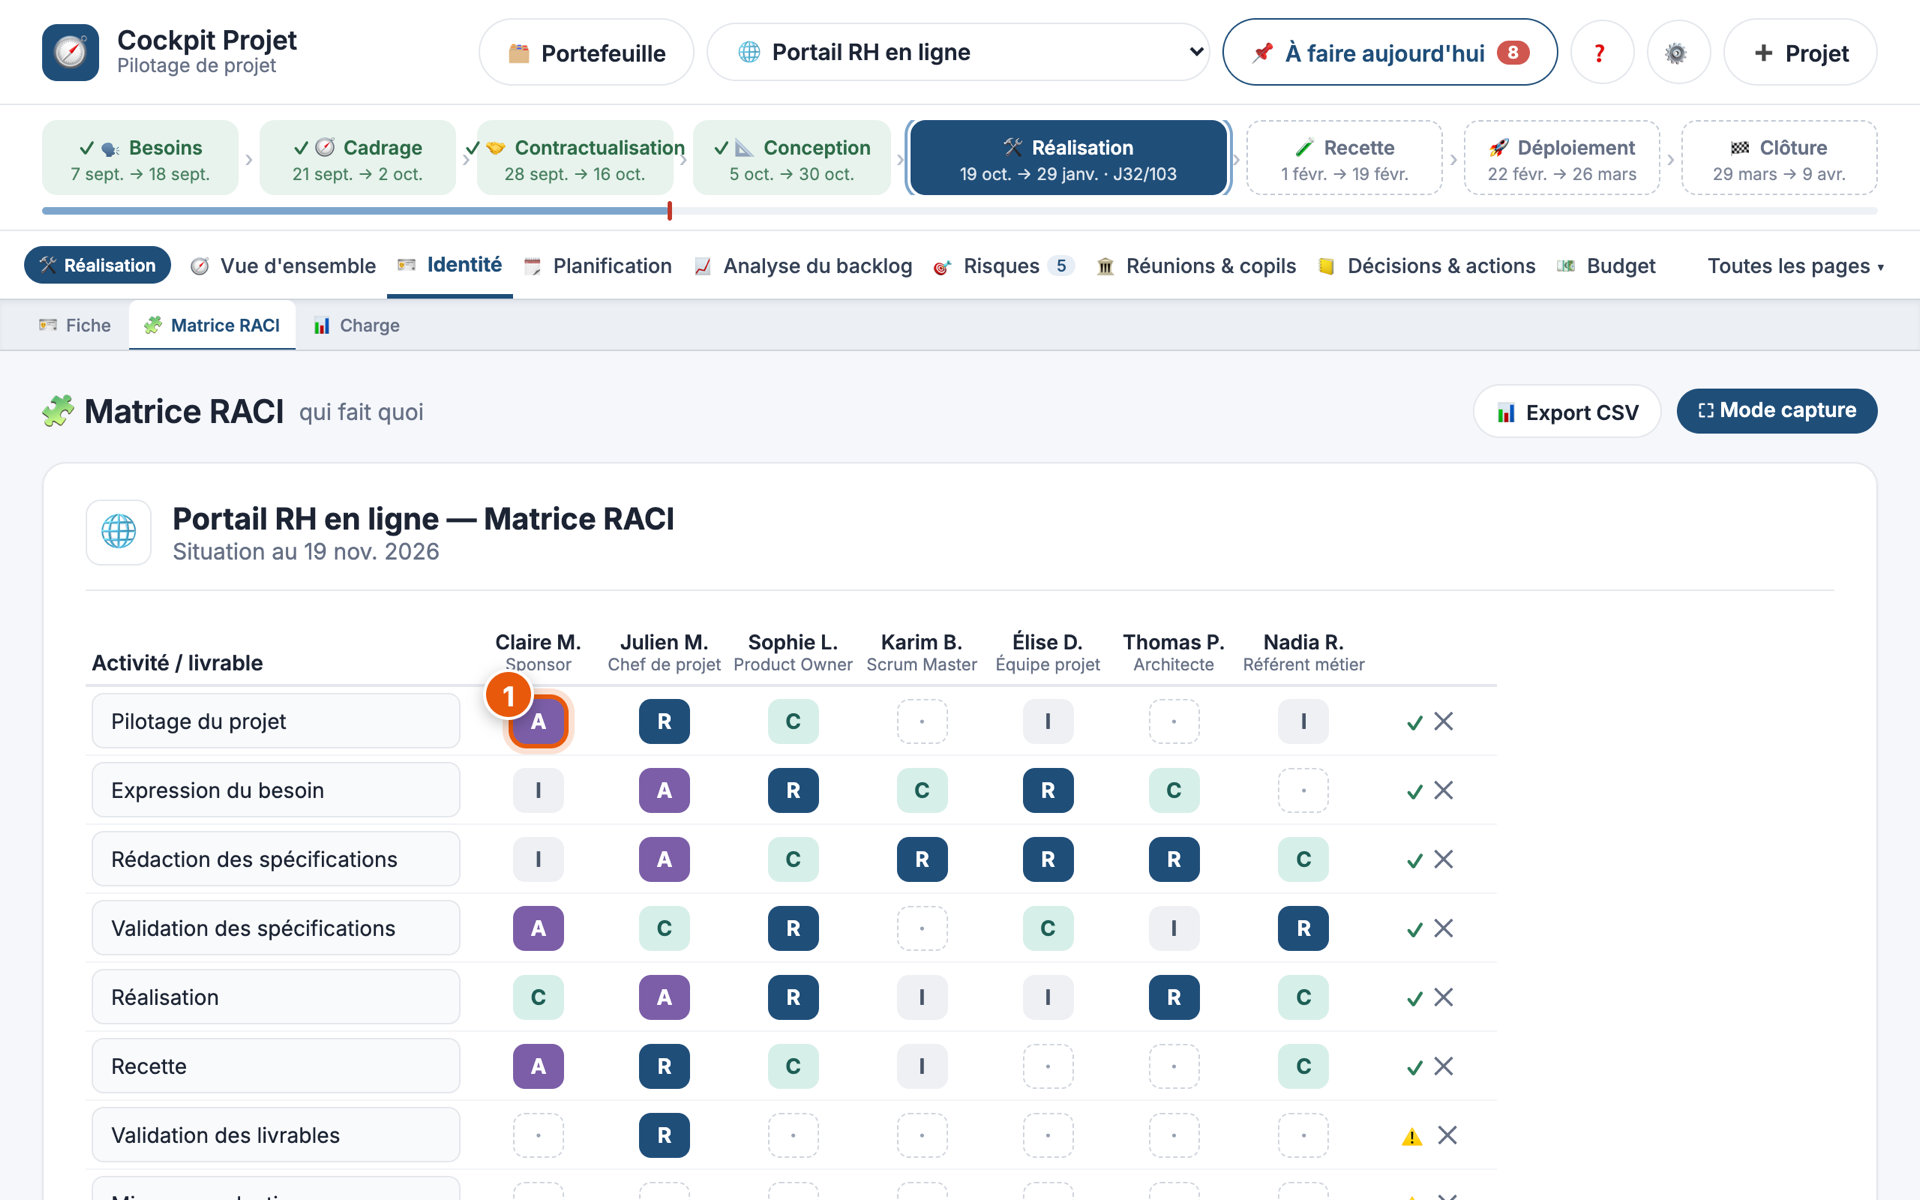 Cockpit Projet
Pilotage de projet
Portefeuille
Portail RH en ligne
À faire aujourd'hui 8
?
+ Projet
✓ Besoins
7 sept. → 18 sept.
✓ Cadrage
21 sept. → 2 oct.
✓ Contractualisation
28 sept. → 16 oct.
✓ Conception
5 oct. → 30 oct.
Réalisation
19 oct. → 29 janv. · J32/103
Recette
1 févr. → 19 févr.
Déploiement
22 févr. → 26 mars
Clôture
29 mars → 9 avr.
Réalisation
Vue d'ensemble
Identité
Planification
Analyse du backlog
Risques 5
Réunions & copils
Décisions & actions
Budget
Toutes les pages ▾
Fiche
Matrice RACI
Charge
Matrice RACI qui fait quoi
Export CSV
Mode capture
Portail RH en ligne — Matrice RACI
Situation au 19 nov. 2026
Activité / livrable
Claire M. Sponsor
Julien M. Chef de projet
Sophie L. Product Owner
Karim B. Scrum Master
Élise D. Équipe projet
Thomas P. Architecte
Nadia R. Référent métier
1
Pilotage du projet A R C · I · I ✓ ✕
Expression du besoin I A R C R C · ✓ ✕
Rédaction des spécifications I A C R R R C ✓ ✕
Validation des spécifications A C R · C I R ✓ ✕
Réalisation C A R I I R C ✓ ✕
Recette A R C I · · C ✓ ✕
Validation des livrables · R · · · · · ⚠ ✕